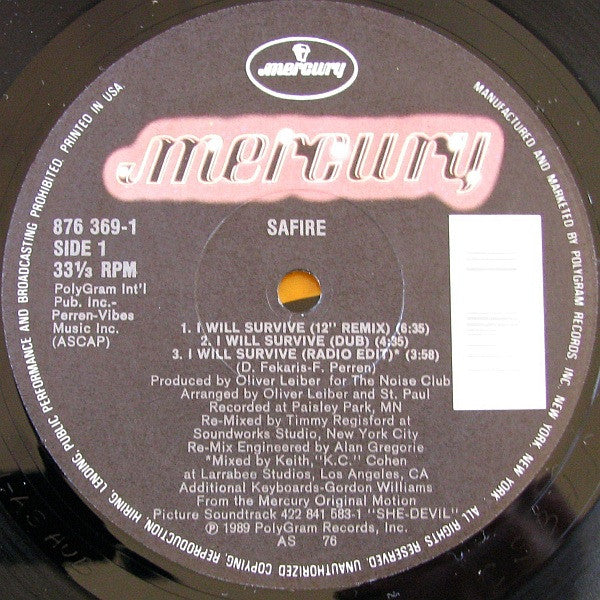 mercury
mercury
876 369-1
SIDE 1
33⅓ RPM
PolyGram Int'l
Pub. Inc.-
Perren-Vibes
Music Inc.
(ASCAP)
SAFIRE
1. I WILL SURVIVE (12" REMIX) (6:35)
2. I WILL SURVIVE (DUB) (4:35)
3. I WILL SURVIVE (RADIO EDIT)* (3:58)
(D. Fekaris-F. Perren)
Produced by Oliver Leiber for The Noise Club
Arranged by Oliver Leiber and St. Paul
Recorded at Paisley Park, MN
Re-Mixed by Timmy Regisford at
Soundworks Studio, New York City
Re-Mix Engineered by Alan Gregorie
*Mixed by Keith,"K.C." Cohen
at Larrabee Studios, Los Angeles, CA
Additional Keyboards-Gordon Williams
From the Mercury Original Motion
Picture Soundtrack 422 841 583-1 "SHE-DEVIL"
℗ 1989 PolyGram Records, Inc.
AS 76
MANUFACTURED AND MARKETED BY POLYGRAM RECORDS, INC. NEW YORK, NEW YORK. ALL RIGHTS RESERVED. UNAUTHORIZED COPYING, REPRODUCTION, HIRING, LENDING, PUBLIC PERFORMANCE AND BROADCASTING PROHIBITED. PRINTED IN USA